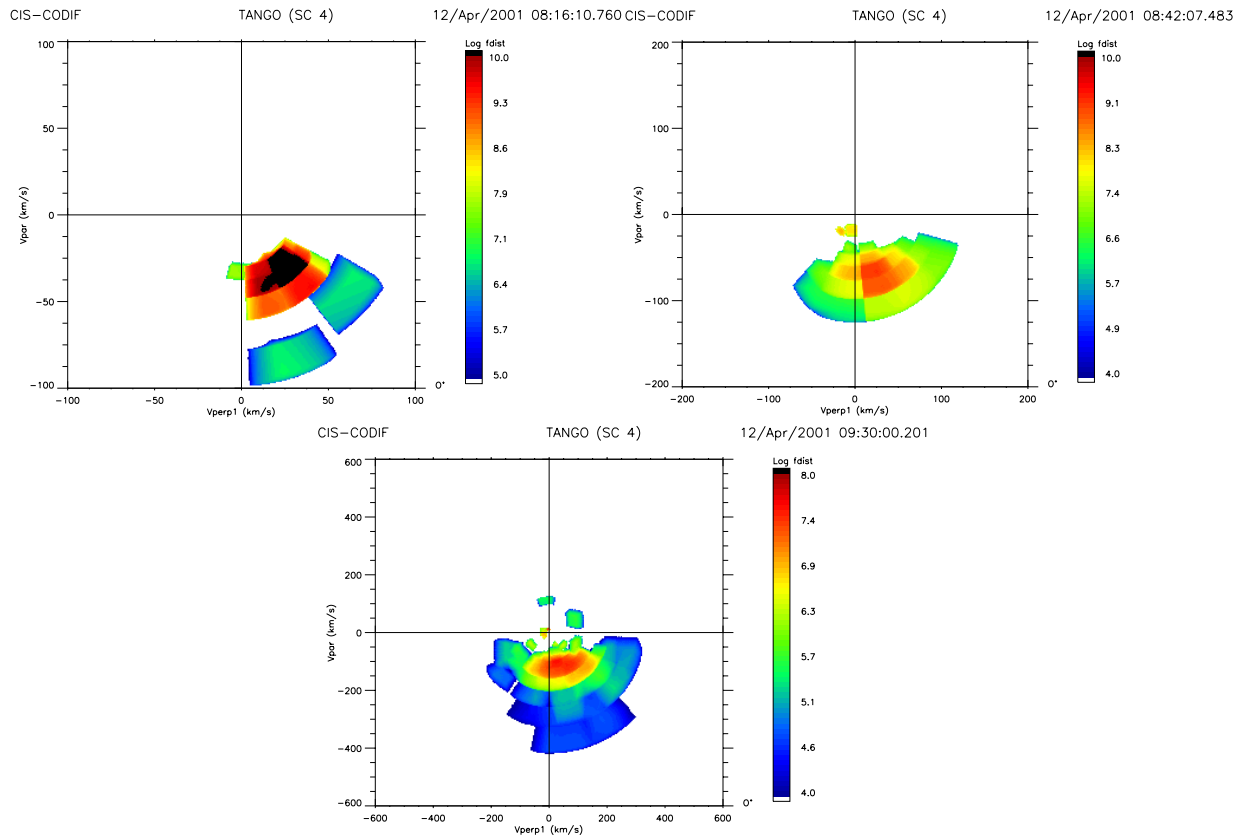 CIS-CODIF TANGO (SC 4) 12/Apr/2001 08:16:10.760
Log fdist
10.0
9.3
8.6
7.9
7.1
6.4
5.7
5.0
100
50
0
-50
-100
Vpar (km/s)
-100 -50 0 50 100
Vperp1 (km/s)
O+
CIS-CODIF TANGO (SC 4) 12/Apr/2001 08:42:07.483
Log fdist
10.0
9.1
8.3
7.4
6.6
5.7
4.9
4.0
200
100
0
-100
-200
Vpar (km/s)
-200 -100 0 100 200
Vperp1 (km/s)
O+
CIS-CODIF TANGO (SC 4) 12/Apr/2001 09:30:00.201
Log fdist
8.0
7.4
6.9
6.3
5.7
5.1
4.6
4.0
600
400
200
0
-200
-400
-600
Vpar (km/s)
-600 -400 -200 0 200 400 600
Vperp1 (km/s)
O+